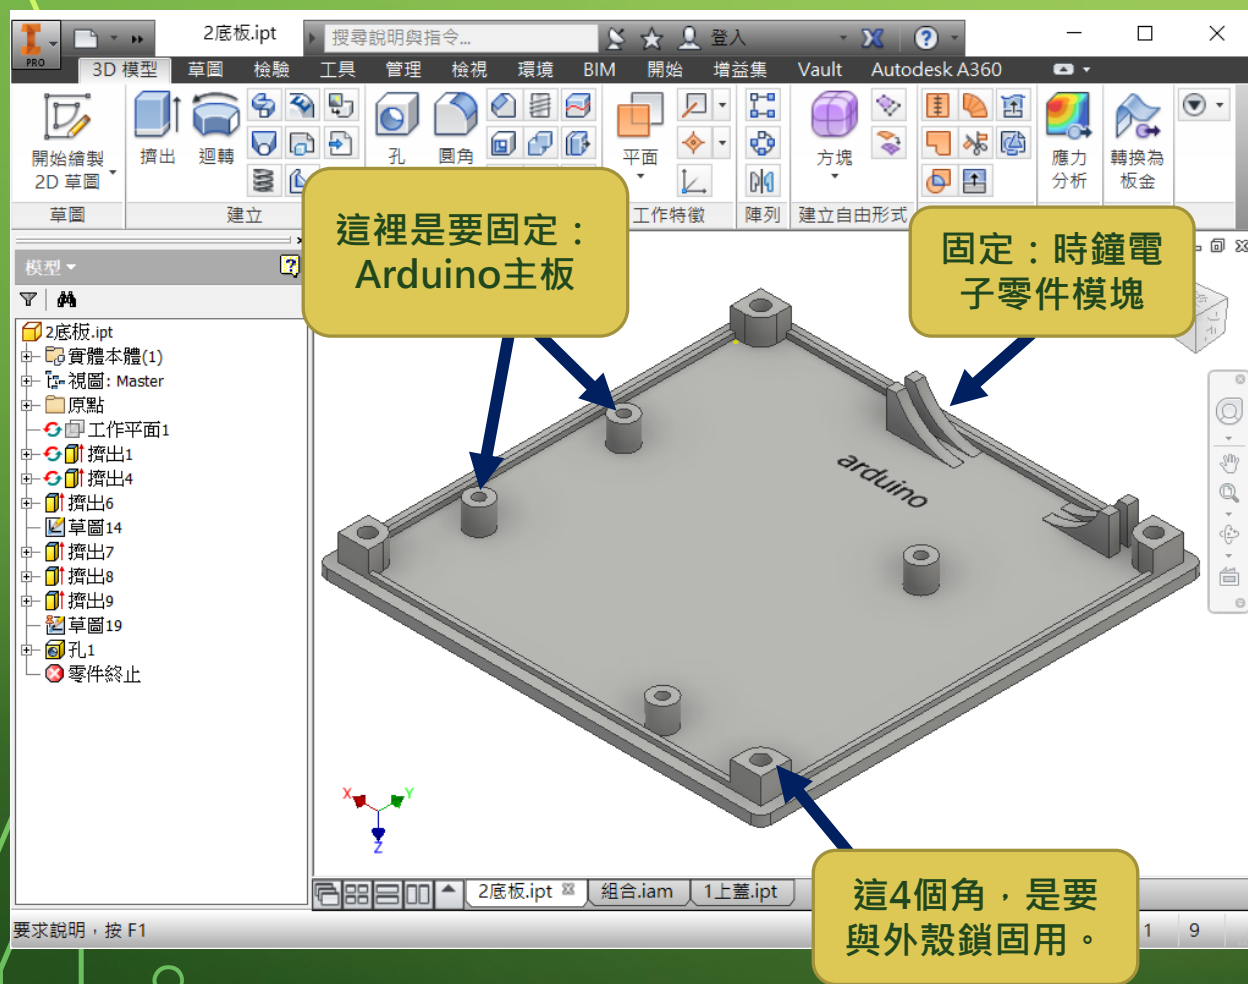 2底板.ipt
搜尋說明與指令...
登入
PRO
3D 模型
草圖
檢驗
工具
管理
檢視
環境
BIM
開始
增益集
Vault
Autodesk A360
開始繪製
2D 草圖
擠出
迴轉
孔
圓角
平面
方塊
應力
分析
轉換為
板金
草圖
建立
工作特徵
陣列
建立自由形式
這裡是要固定：
Arduino主板
固定：時鐘電
子零件模塊
模型
2底板.ipt
實體本體(1)
視圖: Master
原點
工作平面1
擠出1
擠出4
擠出6
草圖14
擠出7
擠出8
擠出9
草圖19
孔1
零件終止
arduino
X
Y
Z
2底板.ipt
組合.iam
1上蓋.ipt
這4個角，是要
與外殼鎖固用。
要求說明，按 F1
1
9